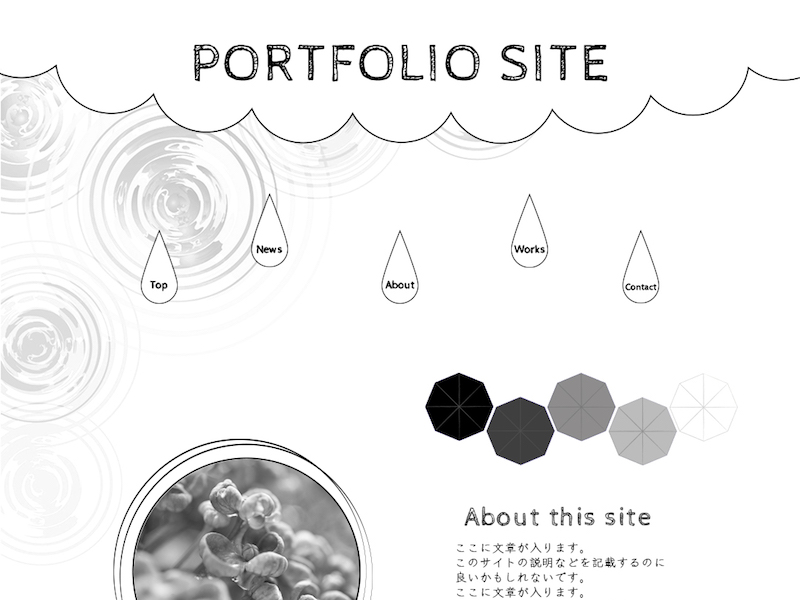 PORTFOLIO SITE
News
Works
Top
About
Contact
About this site
ここに文章が入ります。
このサイトの説明などを記載するのに
良いかもしれないです。
ここに文章が入ります。